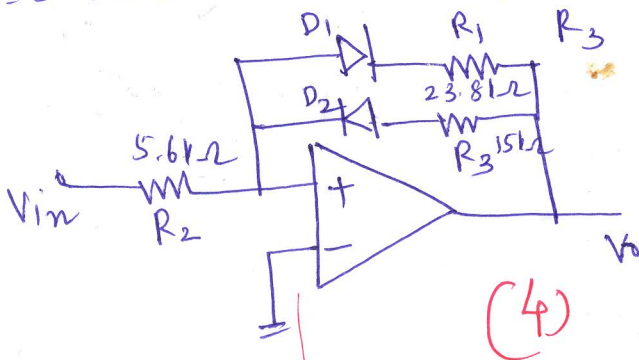 D1 R1 R3
23.8kΩ
D2
5.6kΩ R3 15kΩ
Vin R2 + −
Vo
(4)